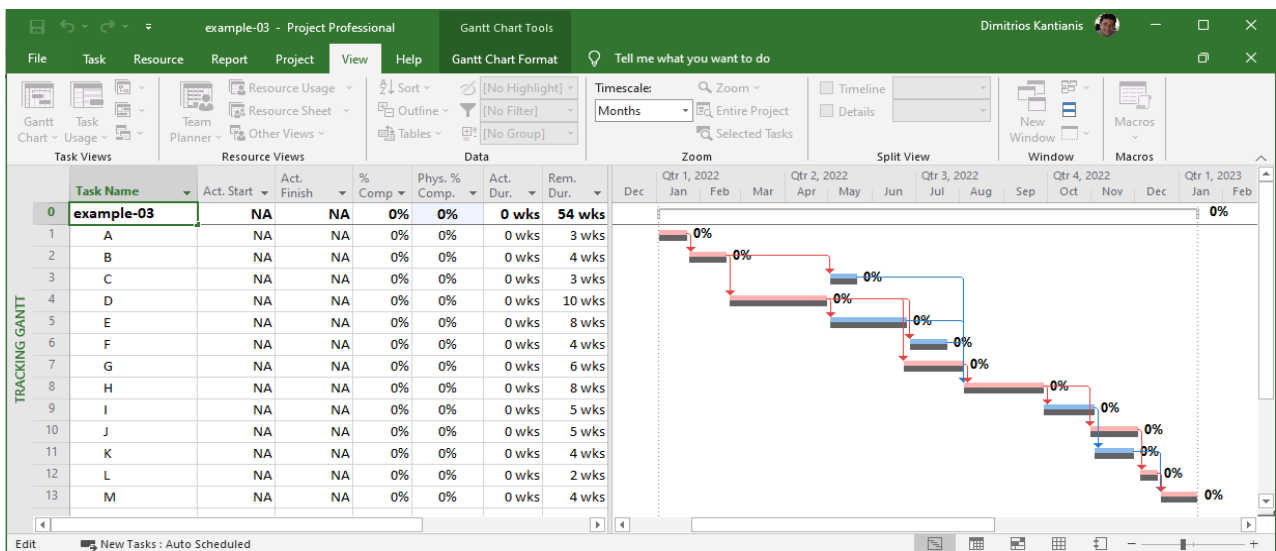 example-03 - Project Professional Gantt Chart Tools Dimitrios Kantianis
File Task Resource Report Project View Help Gantt Chart Format Tell me what you want to do
Gantt Chart Task Usage Team Planner Resource Usage Resource Sheet Other Views Sort Outline Tables [No Highlight] [No Filter] [No Group] Timescale: Months Zoom Entire Project Selected Tasks Timeline Details New Window Macros
Task Views Resource Views Data Zoom Split View Window Macros
Task Name Act. Start Act. Finish % Comp Phys. % Comp. Act. Dur. Rem. Dur. Qtr 1, 2022 Qtr 2, 2022 Qtr 3, 2022 Qtr 4, 2022 Qtr 1, 2023
Dec Jan Feb Mar Apr May Jun Jul Aug Sep Oct Nov Dec Jan Feb
0 example-03 NA NA 0% 0% 0 wks 54 wks 0%
1 A NA NA 0% 0% 0 wks 3 wks 0%
2 B NA NA 0% 0% 0 wks 4 wks 0%
3 C NA NA 0% 0% 0 wks 3 wks 0%
4 D NA NA 0% 0% 0 wks 10 wks 0%
5 E NA NA 0% 0% 0 wks 8 wks 0%
6 F NA NA 0% 0% 0 wks 4 wks 0%
7 G NA NA 0% 0% 0 wks 6 wks 0%
8 H NA NA 0% 0% 0 wks 8 wks 0%
9 I NA NA 0% 0% 0 wks 5 wks 0%
10 J NA NA 0% 0% 0 wks 5 wks 0%
11 K NA NA 0% 0% 0 wks 4 wks 0%
12 L NA NA 0% 0% 0 wks 2 wks 0%
13 M NA NA 0% 0% 0 wks 4 wks 0%
TRACKING GANTT
Edit New Tasks : Auto Scheduled